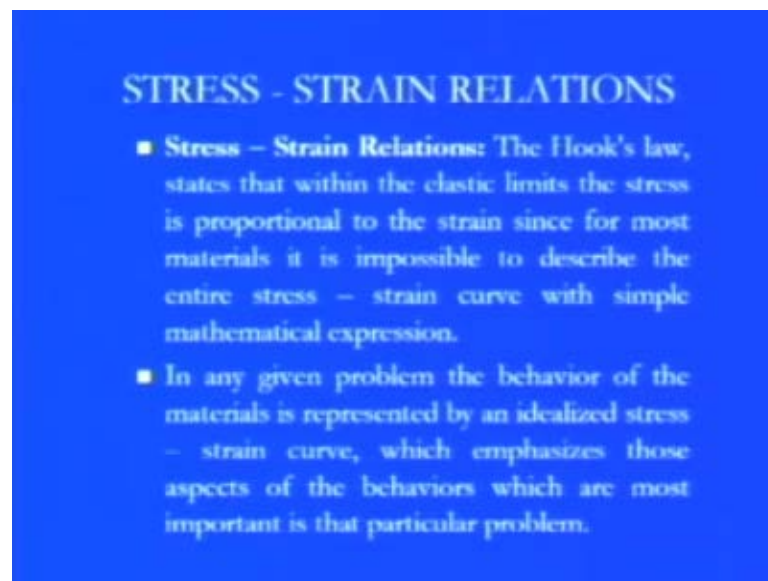 STRESS - STRAIN RELATIONS
Stress – Strain Relations: The Hook's law,
states that within the elastic limits the stress
is proportional to the strain since for most
materials it is impossible to describe the
entire stress – strain curve with simple
mathematical expression.
In any given problem the behavior of the
materials is represented by an idealized stress
– strain curve, which emphasizes those
aspects of the behaviors which are most
important is that particular problem.